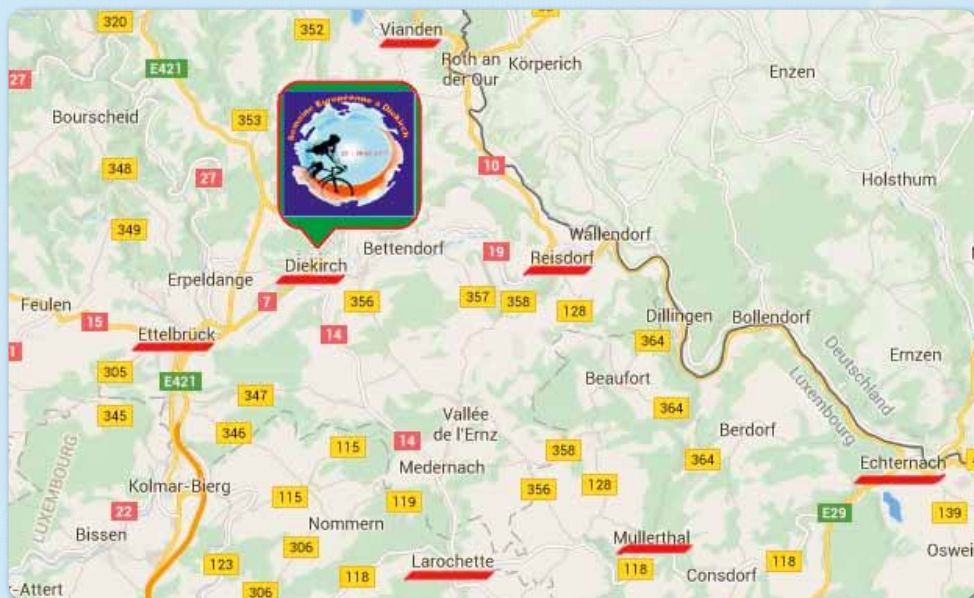 320
352
Vianden
E421
Roth an
der Our
Körperich
Enzen
27
Bourscheid
353
Semaine Européenne à Diekirch
348
27
10
Holsthum
349
Wallendorf
Bettendorf
19
Reisdorf
Diekirch
Erpeldange
Feulen
7
356
357
358
128
15
14
Dillingen
Bollendorf
Ettelbrück
364
Deutschland
Luxembourg
Ernzen
305
E421
Beaufort
347
345
364
346
Vallée
de l'Ernz
Berdorf
115
14
358
364
LUXEMBOURG
Medernach
Echternach
Kolmar-Bierg
115
119
356
128
22
E29
139
Bissen
Nommern
306
Mullerthal
Oswei
123
Larochette
118
118
118
Consdorf
r-Attert
306